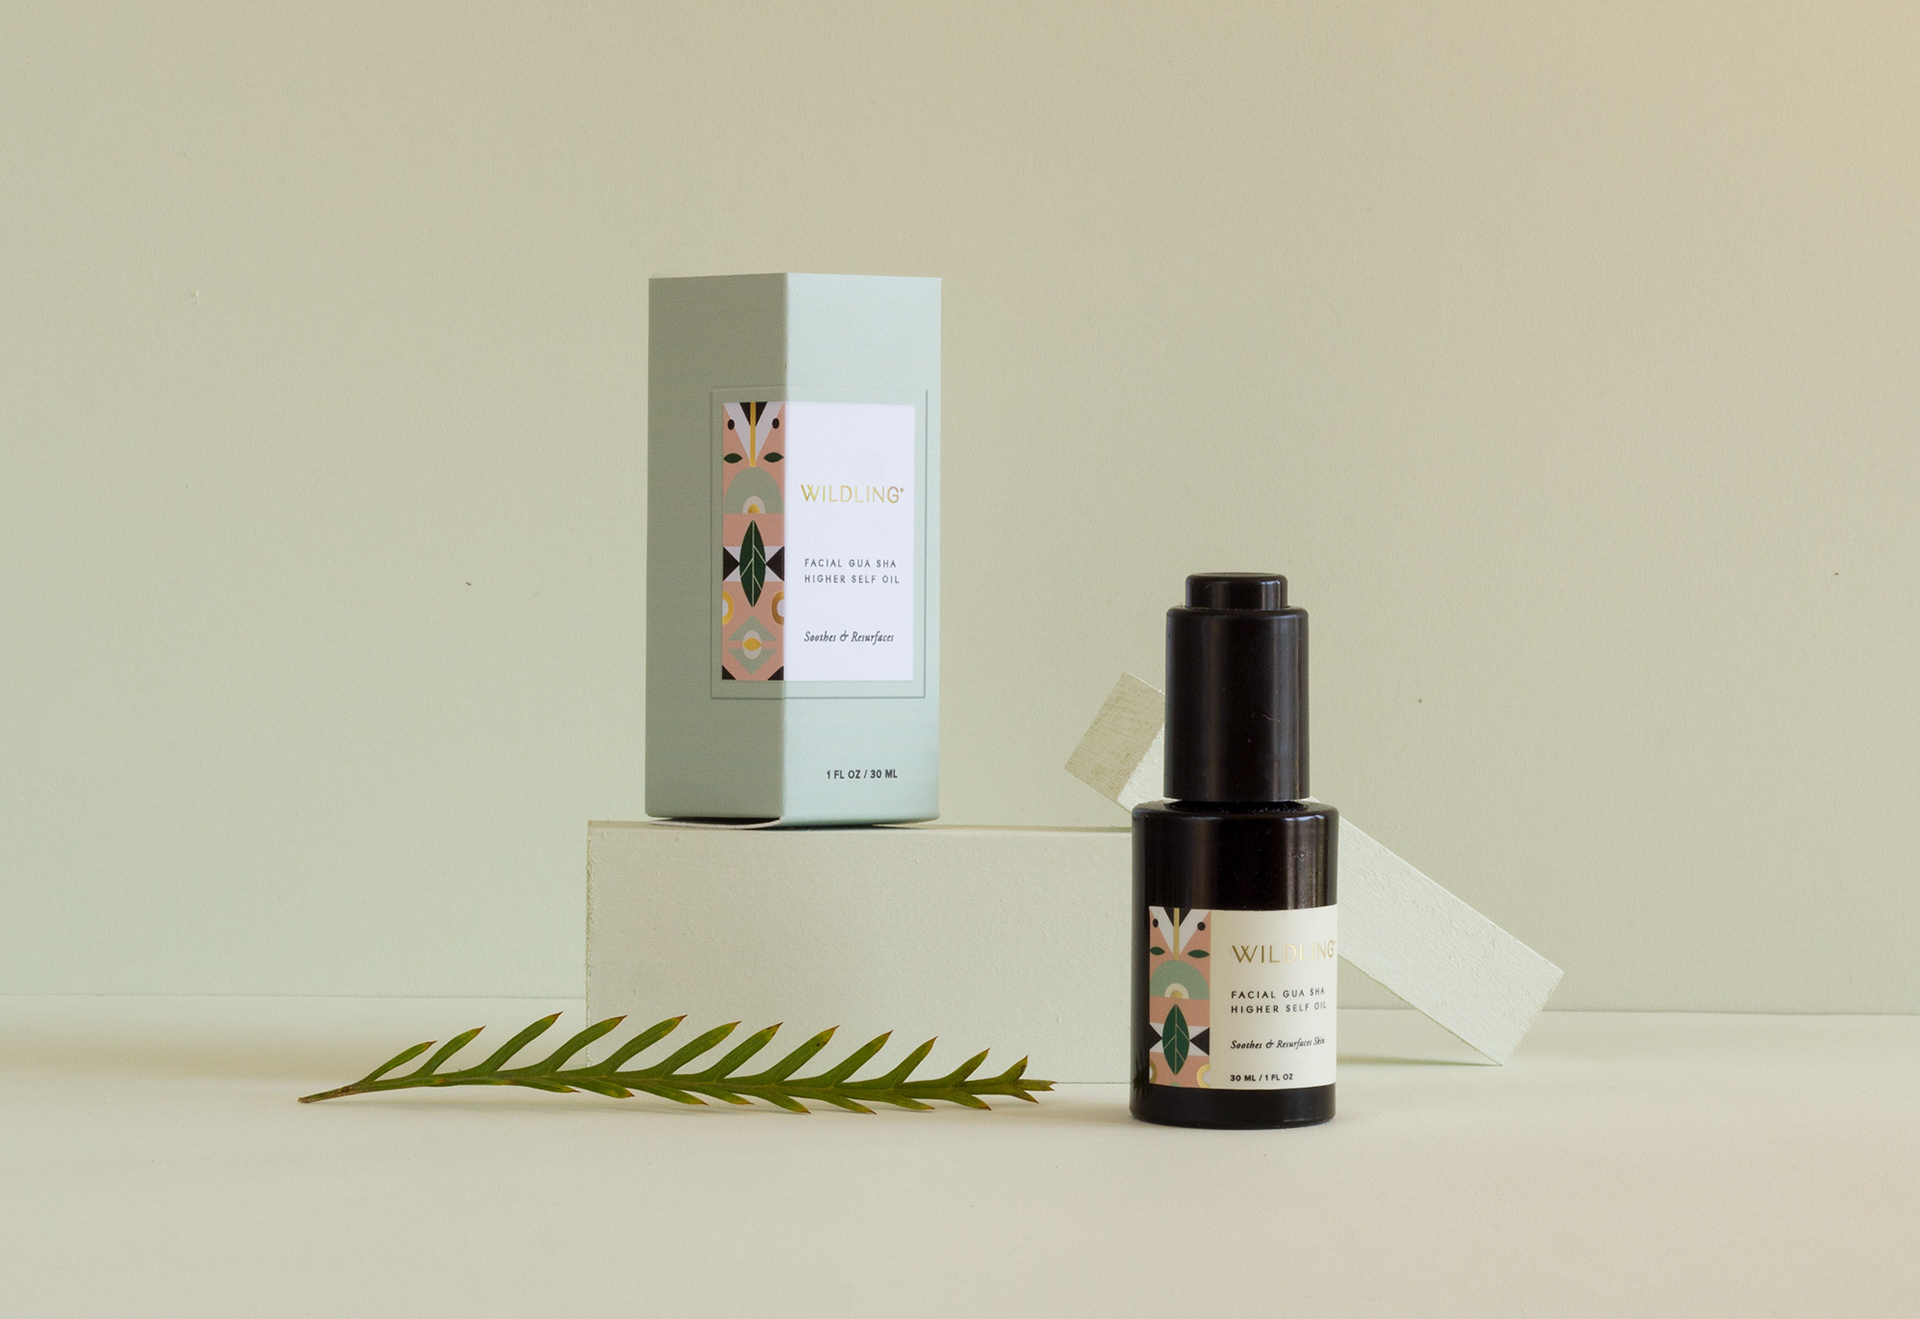 WILDLING®
FACIAL GUA SHA
HIGHER SELF OIL
Soothes & Resurfaces
1 FL OZ / 30 ML
WILDLING®
FACIAL GUA SHA
HIGHER SELF OIL
Soothes & Resurfaces Skin
30 ML / 1 FL OZ